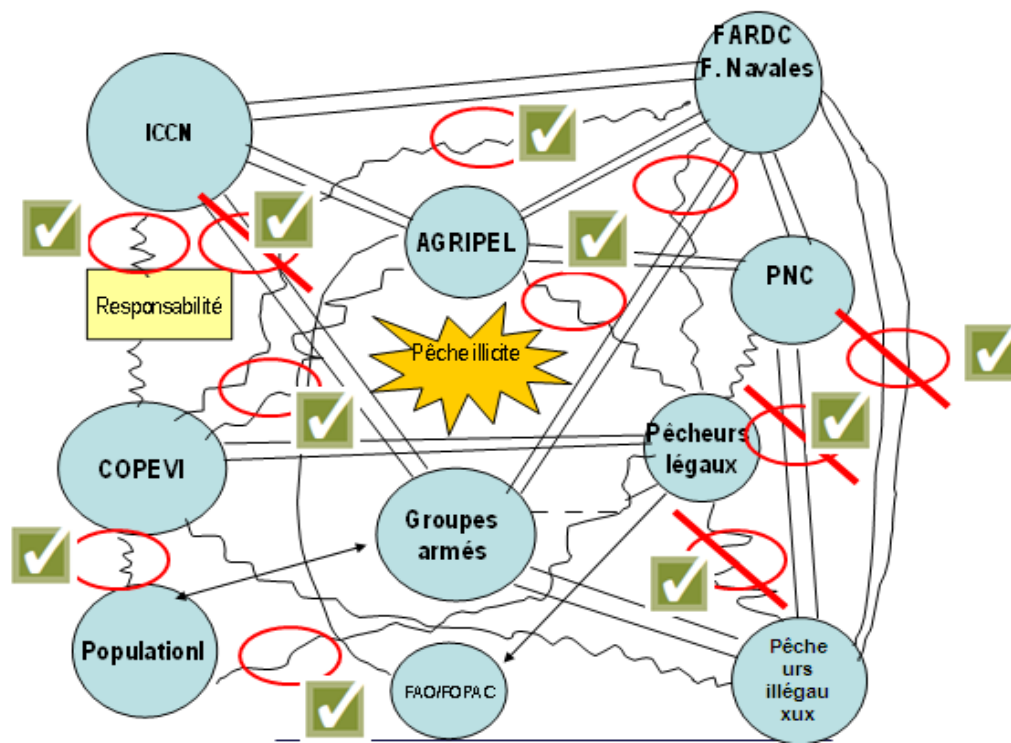 FARDC
F. Navales
ICCN
AGRIPEL
PNC
Responsabilité
Pêche illicite
COPEVI
Pêcheurs
légaux
Groupes
armés
Populationl
FAO/FOPAC
Pêche
urs
illégau
xux